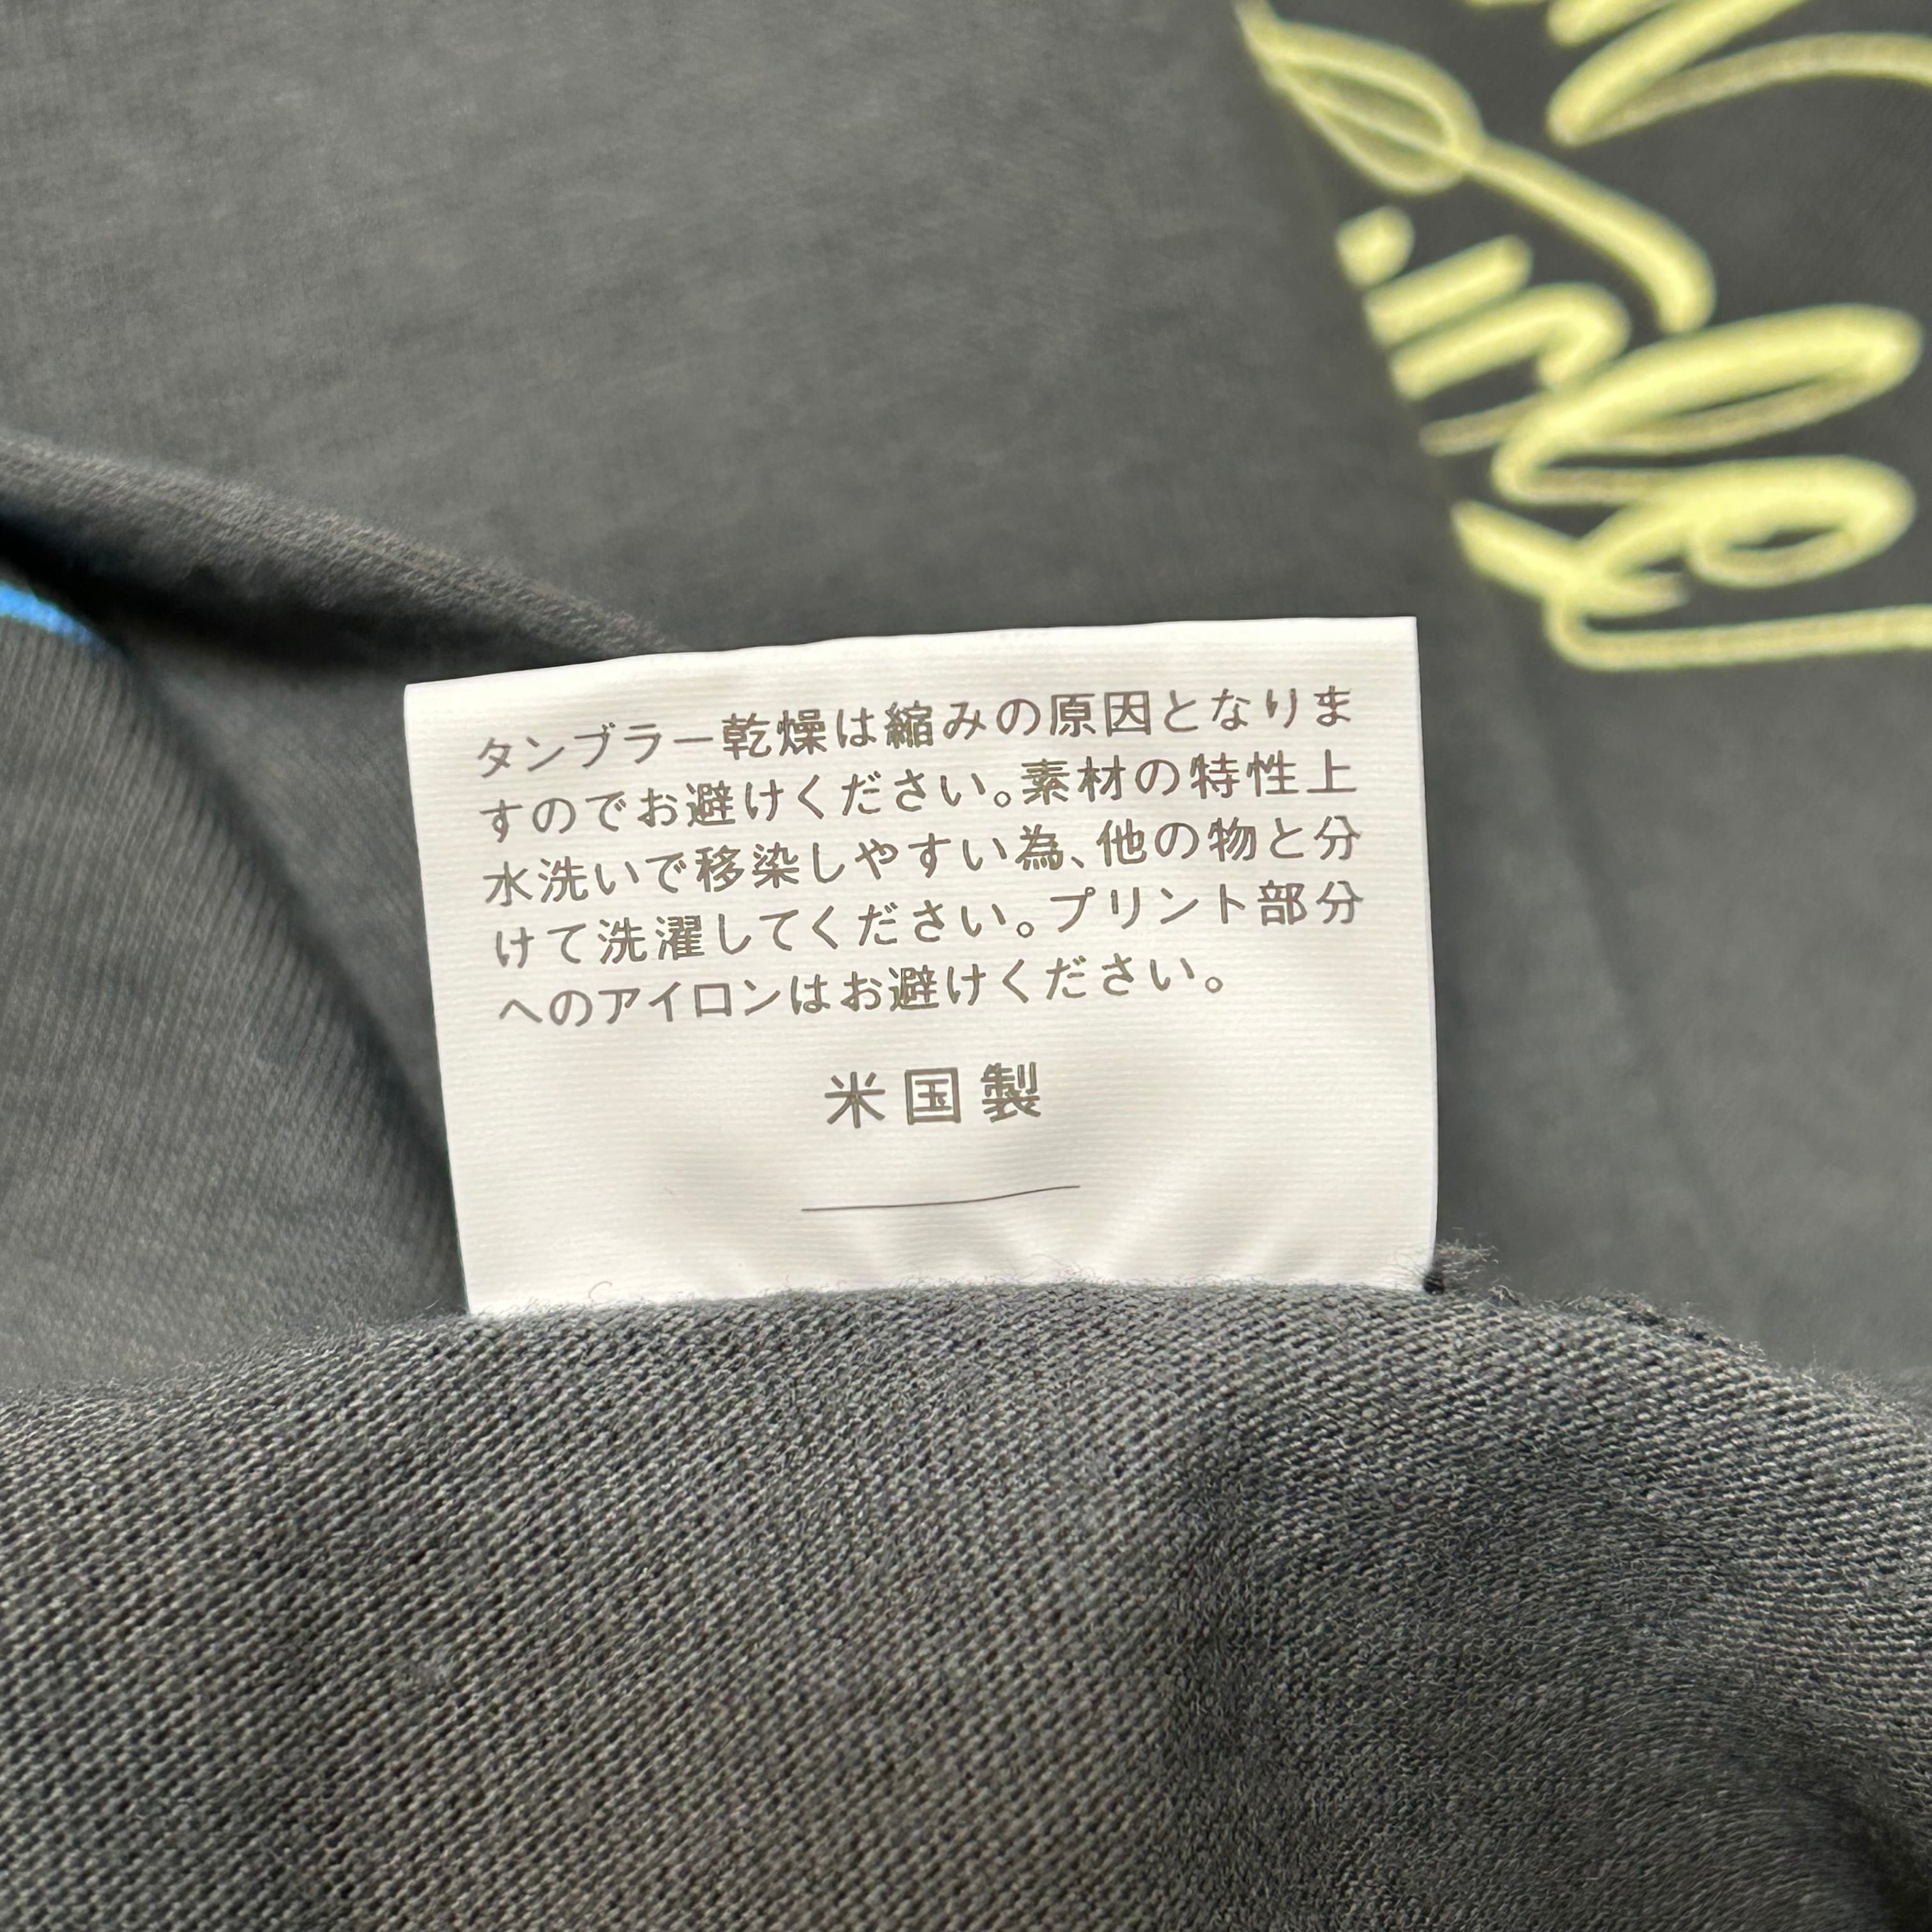 タンブラー乾燥は縮みの原因となりま
すのでお避けください。素材の特性上
水洗いで移染しやすい為、他の物と分
けて洗濯してください。プリント部分
へのアイロンはお避けください。
米国製